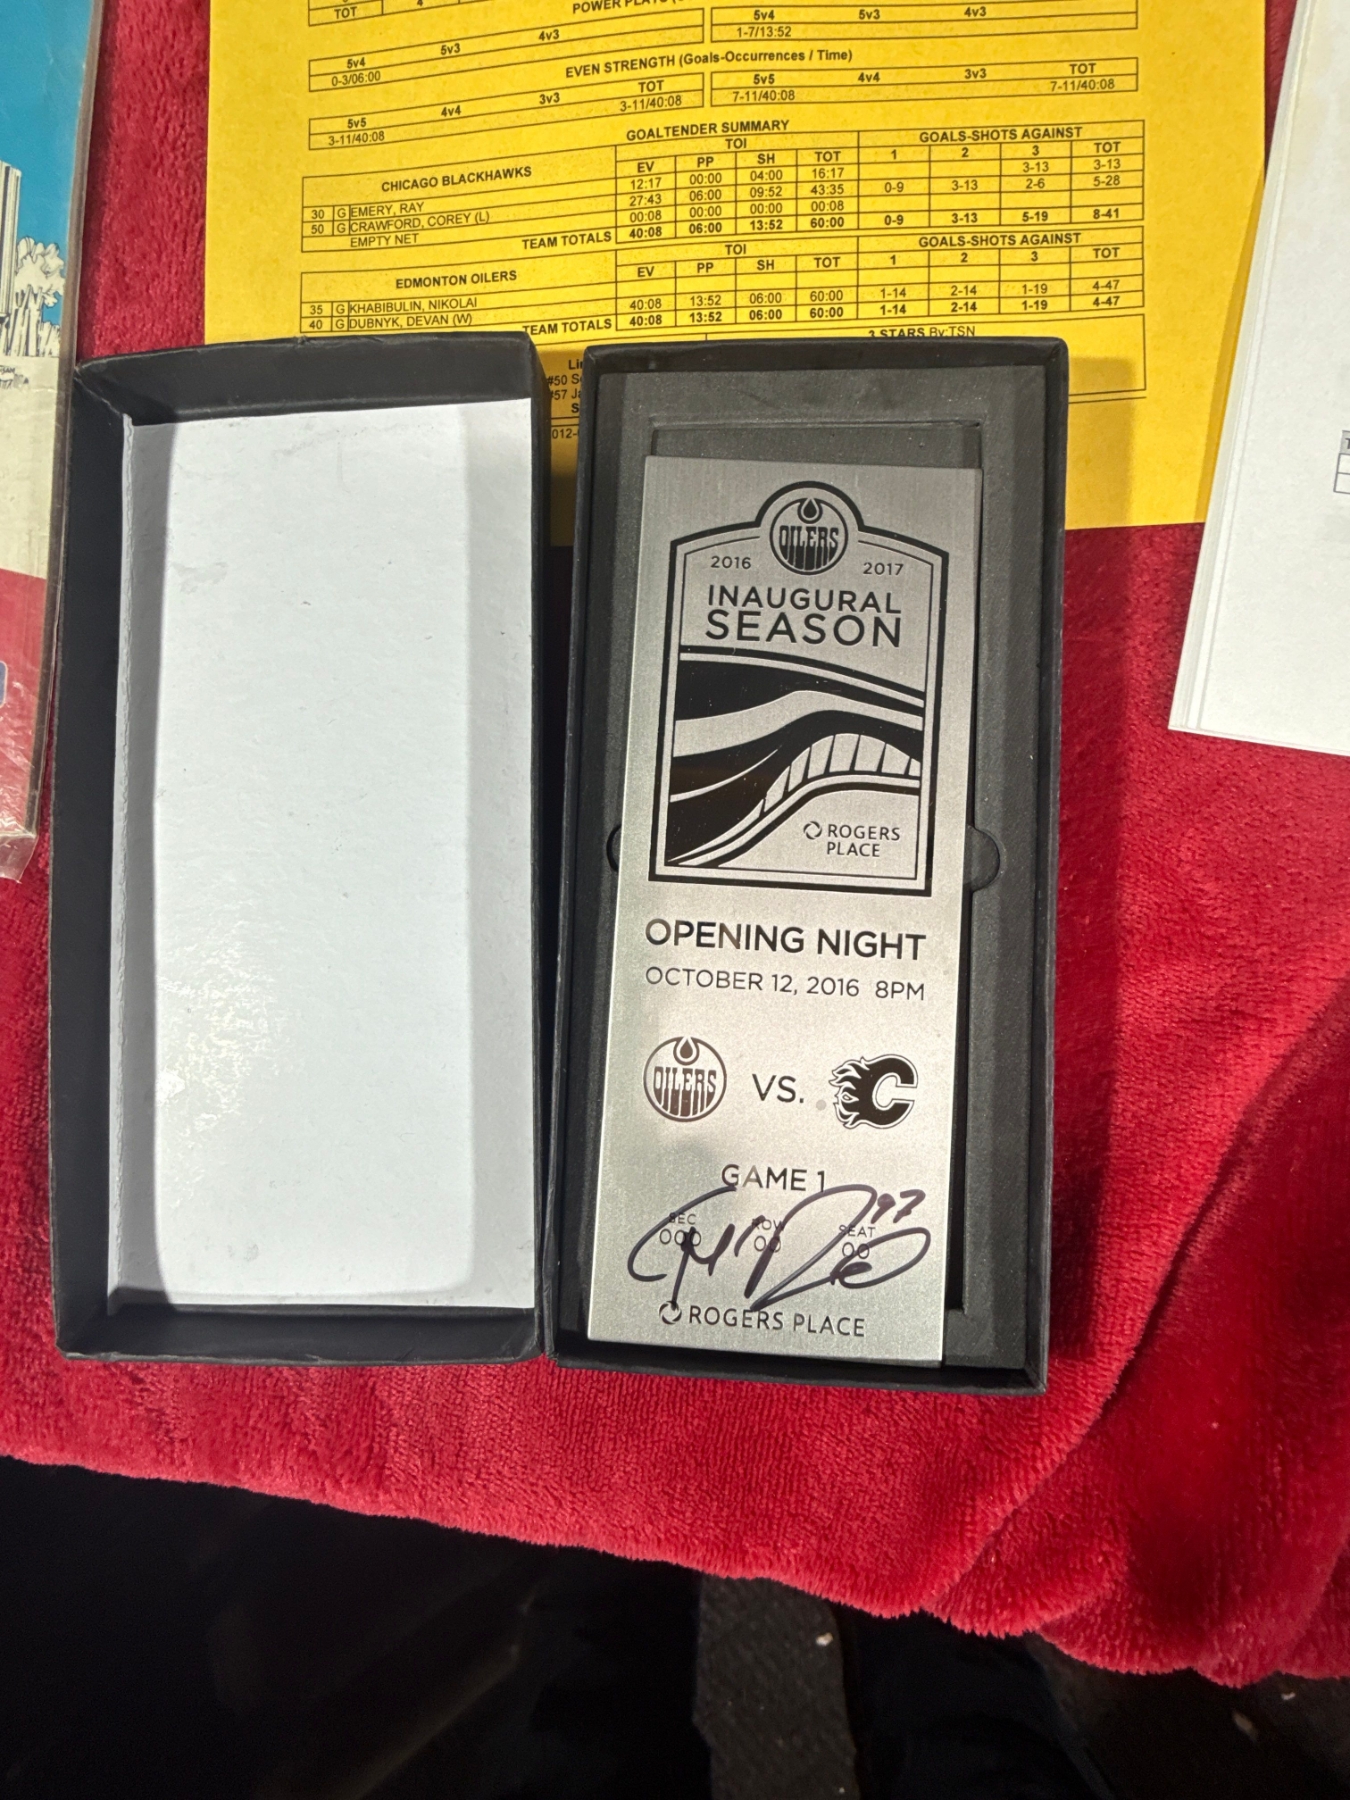 TOT
4
POWER PLAYS
5v4 5v3 4v3
0-3/06:00
5v4 5v3 4v3
1-7/13:52
EVEN STRENGTH (Goals-Occurrences / Time)
5v5 4v4 3v3 TOT
3-11/40:08 3-11/40:08
5v5 4v4 3v3 TOT
7-11/40:08 7-11/40:08
GOALTENDER SUMMARY
CHICAGO BLACKHAWKS
TOI
GOALS-SHOTS AGAINST
EV PP SH TOT 1 2 3 TOT
30 G EMERY, RAY 12:17 00:00 04:00 16:17 3-13 3-13
50 G CRAWFORD, COREY (L) 27:43 06:00 09:52 43:35 0-9 3-13 2-6 5-28
EMPTY NET 00:08 00:00 00:00 00:08
TEAM TOTALS 40:08 06:00 13:52 60:00 0-9 3-13 5-19 8-41
EDMONTON OILERS
TOI
GOALS-SHOTS AGAINST
EV PP SH TOT 1 2 3 TOT
35 G KHABIBULIN, NIKOLAI
40 G DUBNYK, DEVAN (W) 40:08 13:52 06:00 60:00 1-14 2-14 1-19 4-47
TEAM TOTALS 40:08 13:52 06:00 60:00 1-14 2-14 1-19 4-47
3 STARS By:TSN
#50
#57
OILERS
2016 2017
INAUGURAL
SEASON
ROGERS
PLACE
OPENING NIGHT
OCTOBER 12, 2016 8PM
OILERS VS. C
GAME 1
97
SEC ROW SEAT
000 00 00
ROGERS PLACE